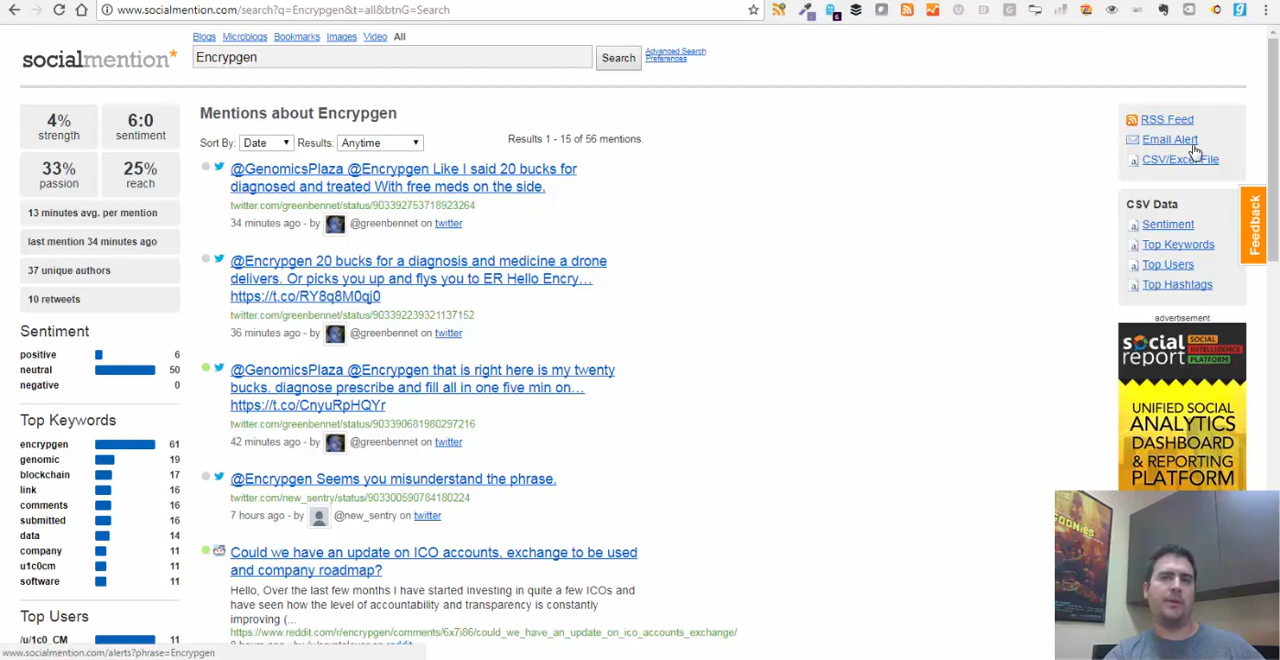 www.socialmention.com/search?q=Encrypgen&t=all&btnG=Search
6
socialmention*
Blogs Microblogs Bookmarks Images Video All
Encrypgen
Search
Advanced Search
Preferences
4%
strength
6:0
sentiment
33%
passion
25%
reach
13 minutes avg. per mention
last mention 34 minutes ago
37 unique authors
10 retweets
Sentiment
positive 6
neutral 50
negative 0
Top Keywords
encrypgen 61
genomic 19
blockchain 17
link 16
comments 16
submitted 16
data 14
company 11
u1c0cm 11
software 11
Top Users
/u/1c0_CM 11
Mentions about Encrypgen
Sort By: Date Results: Anytime
Results 1 - 15 of 56 mentions.
@GenomicsPlaza @Encrypgen Like I said 20 bucks for
diagnosed and treated With free meds on the side.
twitter.com/greenbennet/status/903392753718923264
34 minutes ago - by @greenbennet on twitter
@Encrypgen 20 bucks for a diagnosis and medicine a drone
delivers. Or picks you up and flys you to ER Hello Encry…
https://t.co/RY8q8M0qj0
twitter.com/greenbennet/status/903392239321137152
36 minutes ago - by @greenbennet on twitter
@GenomicsPlaza @Encrypgen that is right here is my twenty
bucks. diagnose prescribe and fill all in one five min on…
https://t.co/CnyuRpHQYr
twitter.com/greenbennet/status/903390681980297216
42 minutes ago - by @greenbennet on twitter
@Encrypgen Seems you misunderstand the phrase.
twitter.com/new_sentry/status/903300590784180224
7 hours ago - by @new_sentry on twitter
Could we have an update on ICO accounts, exchange to be used
and company roadmap?
Hello, Over the last few months I have started investing in quite a few ICOs and
have seen how the level of accountability and transparency is constantly
improving (...
https://www.reddit.com/r/encrypgen/comments/6x7i86/could_we_have_an_update_on_ico_accounts_exchange/
RSS Feed
Email Alert
CSV/Excel File
CSV Data
Sentiment
Top Keywords
Top Users
Top Hashtags
Feedback
advertisement
social
report
SOCIAL
INTELLIGENCE
PLATFORM
UNIFIED SOCIAL
ANALYTICS
DASHBOARD
& REPORTING
PLATFORM
www.socialmention.com/alerts?phrase=Encrypgen